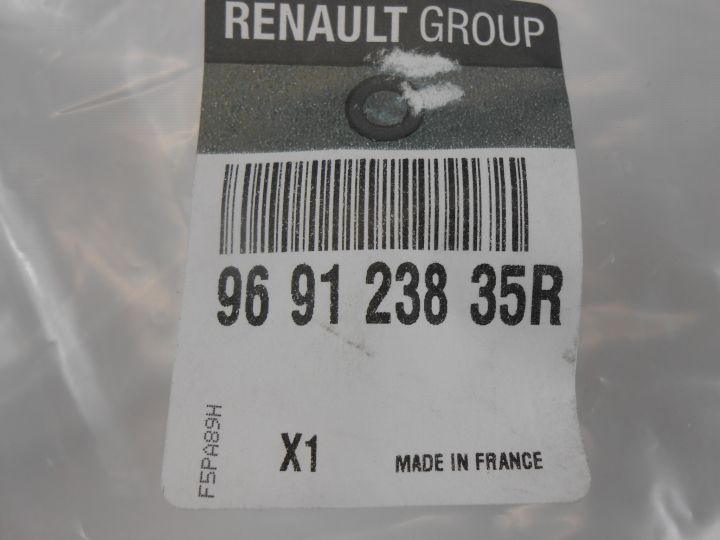 RENAULT GROUP
96 91 238 35R
F5PA89H
X1
MADE IN FRANCE